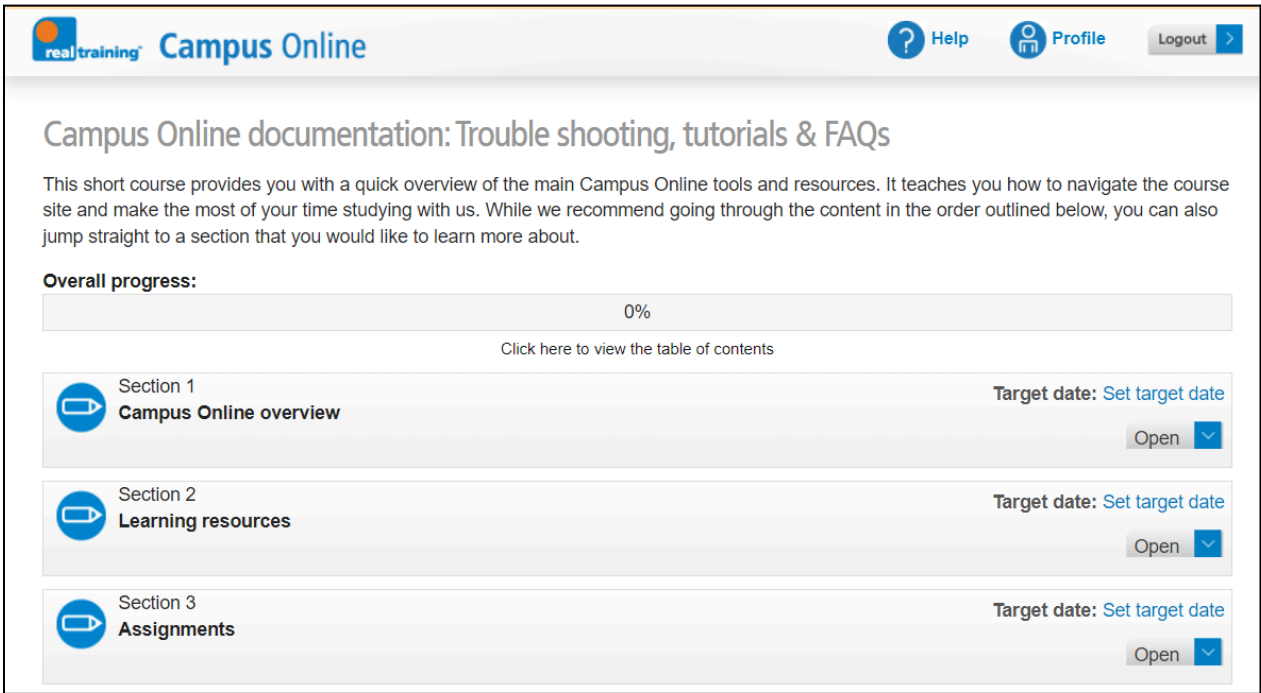 realtraining Campus Online
Help
Profile
Logout
Campus Online documentation: Trouble shooting, tutorials & FAQs
This short course provides you with a quick overview of the main Campus Online tools and resources. It teaches you how to navigate the course
site and make the most of your time studying with us. While we recommend going through the content in the order outlined below, you can also
jump straight to a section that you would like to learn more about.
Overall progress:
0%
Click here to view the table of contents
Section 1
Campus Online overview
Target date: Set target date
Open
Section 2
Learning resources
Target date: Set target date
Open
Section 3
Assignments
Target date: Set target date
Open